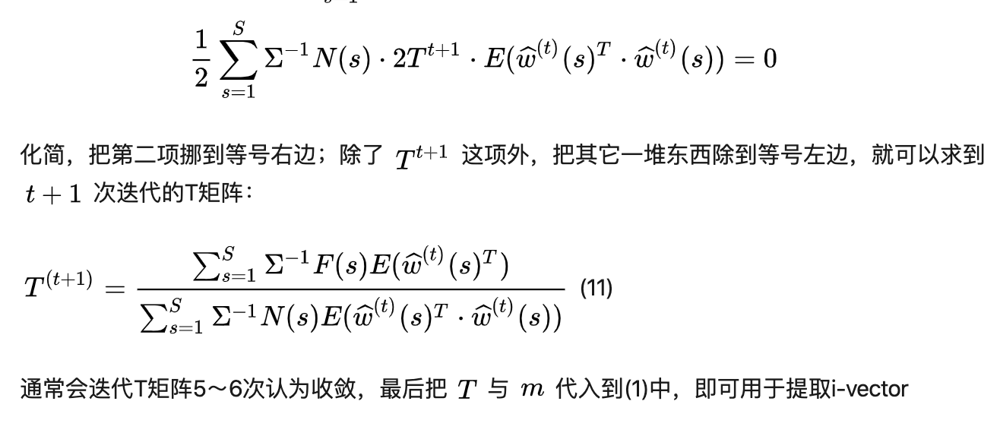 \frac{1}{2} \sum_{s=1}^{S} \Sigma^{-1} N(s) \cdot 2T^{t+1} \cdot E(\widehat{w}^{(t)}(s)^T \cdot \widehat{w}^{(t)}(s)) = 0
化简，把第二项挪到等号右边；除了 T^{t+1} 这项外，把其它一堆东西除到等号左边，就可以求到
t + 1 次迭代的T矩阵：
T^{(t+1)} = \frac{\sum_{s=1}^{S} \Sigma^{-1} F(s) E(\widehat{w}^{(t)}(s)^T)}{\sum_{s=1}^{S} \Sigma^{-1} N(s) E(\widehat{w}^{(t)}(s)^T \cdot \widehat{w}^{(t)}(s))} (11)
通常会迭代T矩阵5～6次认为收敛，最后把 T 与 m 代入到(1)中，即可用于提取i-vector